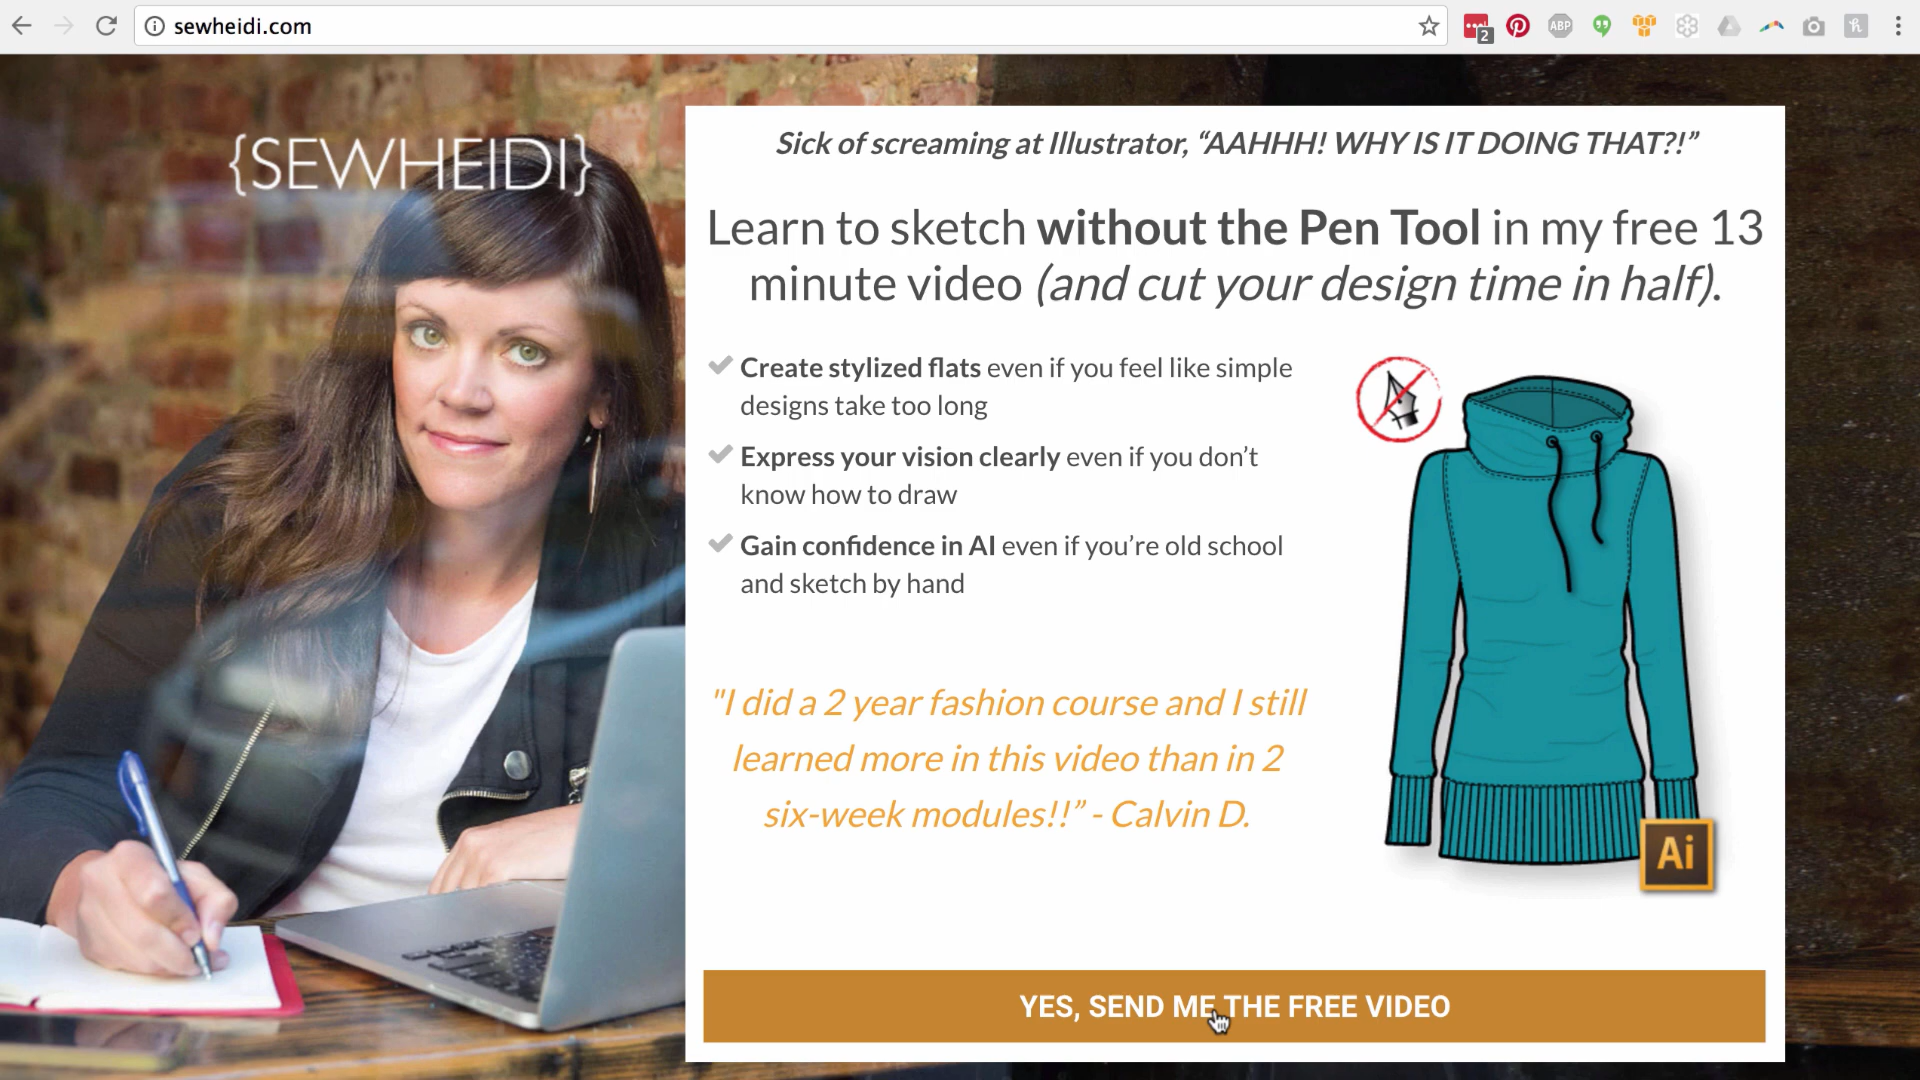 sewheidi.com
2
ABP
{SEWHEIDI}
Sick of screaming at Illustrator, “AAHHH! WHY IS IT DOING THAT?!”
Learn to sketch without the Pen Tool in my free 13
minute video (and cut your design time in half).
Create stylized flats even if you feel like simple
designs take too long
Express your vision clearly even if you don’t
know how to draw
Gain confidence in AI even if you’re old school
and sketch by hand
"I did a 2 year fashion course and I still
learned more in this video than in 2
six-week modules!!” - Calvin D.
Ai
YES, SEND ME THE FREE VIDEO